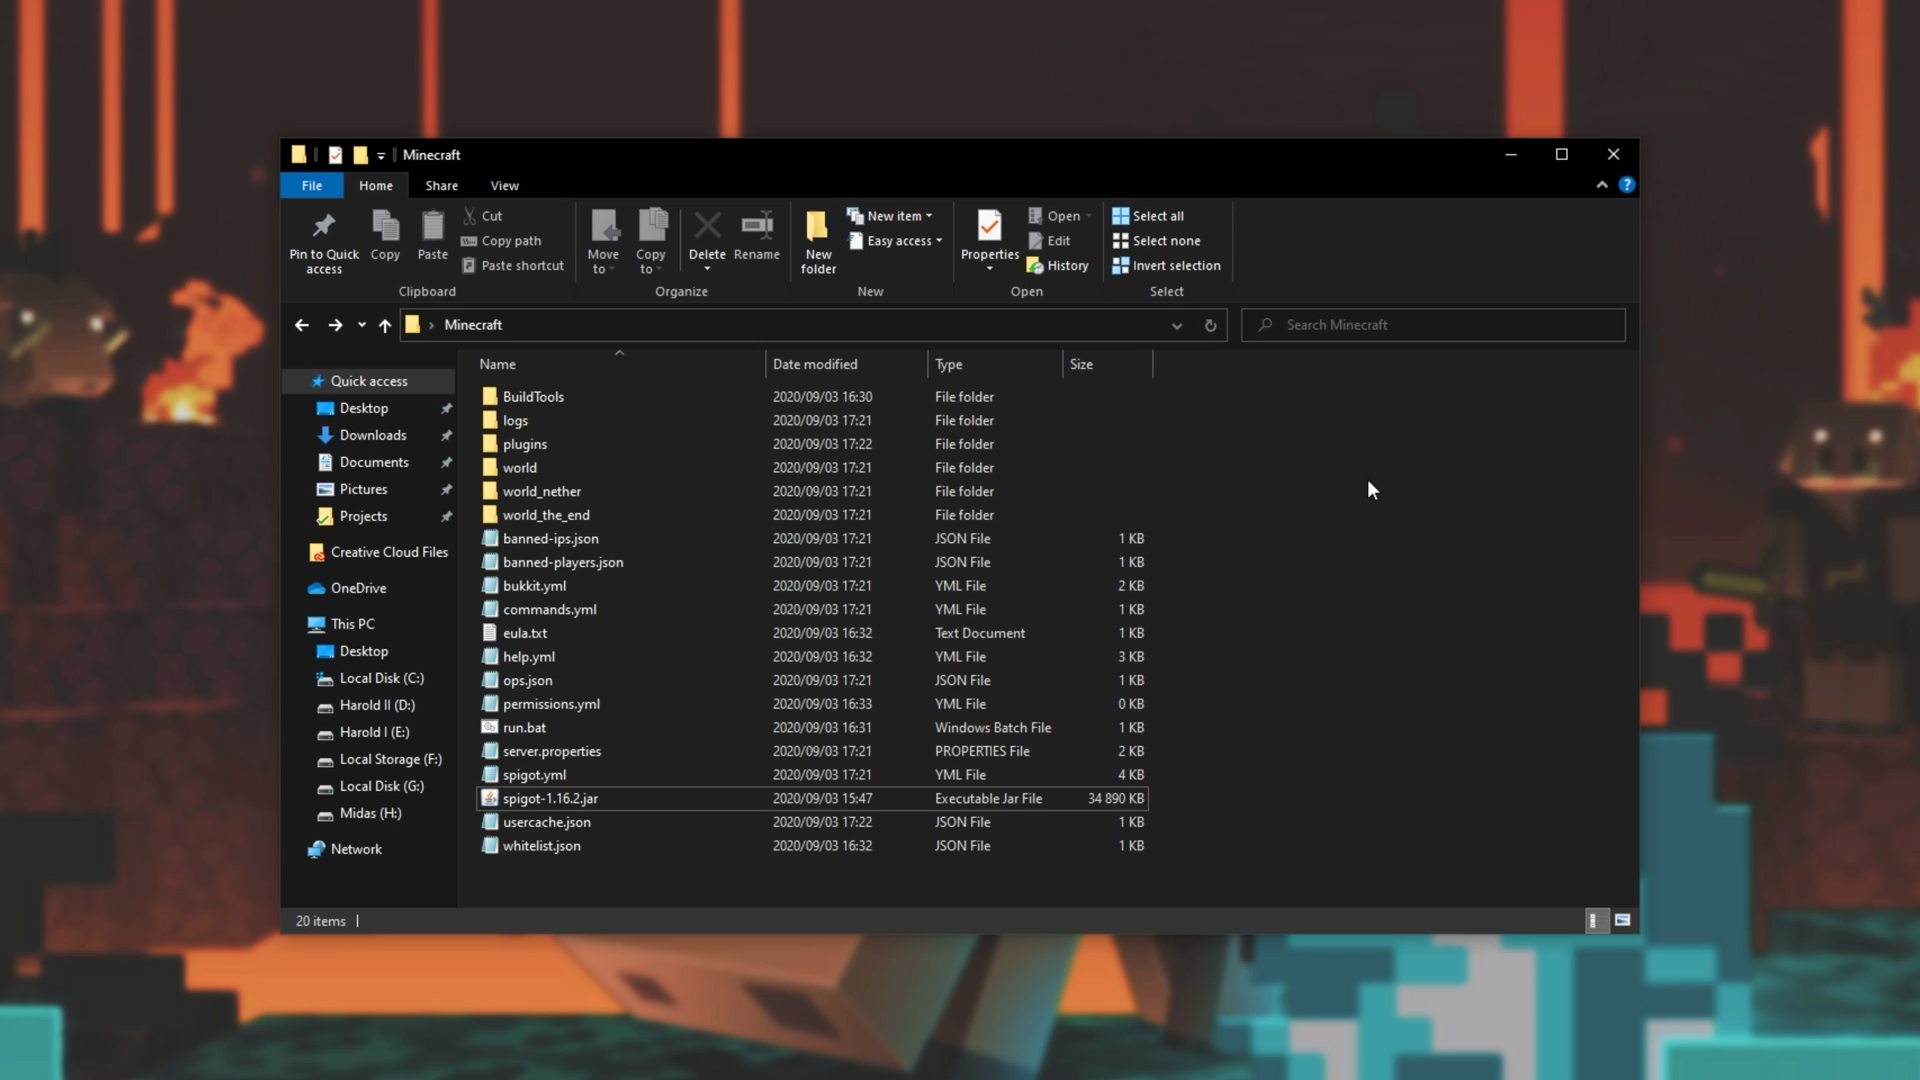 Minecraft
File Home Share View
Pin to Quick access
Copy
Paste
Cut
Copy path
Paste shortcut
Clipboard
Move to
Copy to
Delete
Rename
Organize
New folder
New item
Easy access
New
Properties
Open
Edit
History
Open
Select all
Select none
Invert selection
Select
Minecraft
Search Minecraft
Quick access
Desktop
Downloads
Documents
Pictures
Projects
Creative Cloud Files
OneDrive
This PC
Desktop
Local Disk (C:)
Harold II (D:)
Harold I (E:)
Local Storage (F:)
Local Disk (G:)
Midas (H:)
Network
Name Date modified Type Size
BuildTools 2020/09/03 16:30 File folder
logs 2020/09/03 17:21 File folder
plugins 2020/09/03 17:22 File folder
world 2020/09/03 17:21 File folder
world_nether 2020/09/03 17:21 File folder
world_the_end 2020/09/03 17:21 File folder
banned-ips.json 2020/09/03 17:21 JSON File 1 KB
banned-players.json 2020/09/03 17:21 JSON File 1 KB
bukkit.yml 2020/09/03 17:21 YML File 2 KB
commands.yml 2020/09/03 17:21 YML File 1 KB
eula.txt 2020/09/03 16:32 Text Document 1 KB
help.yml 2020/09/03 16:32 YML File 3 KB
ops.json 2020/09/03 17:21 JSON File 1 KB
permissions.yml 2020/09/03 16:33 YML File 0 KB
run.bat 2020/09/03 16:31 Windows Batch File 1 KB
server.properties 2020/09/03 17:21 PROPERTIES File 2 KB
spigot.yml 2020/09/03 17:21 YML File 4 KB
spigot-1.16.2.jar 2020/09/03 15:47 Executable Jar File 34 890 KB
usercache.json 2020/09/03 17:22 JSON File 1 KB
whitelist.json 2020/09/03 16:32 JSON File 1 KB
20 items